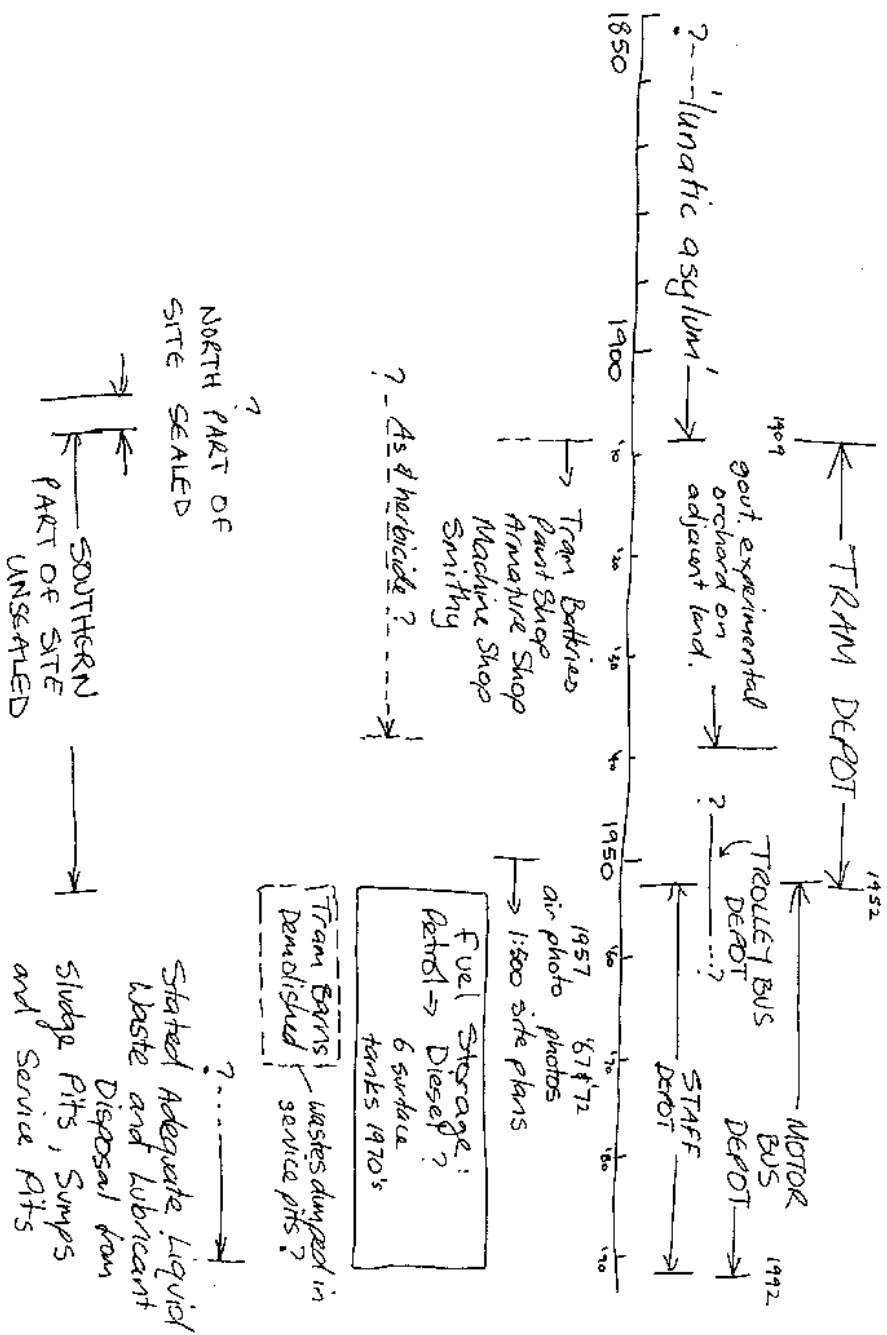 TRAM DEPOT
1952
1909
MOTOR
BUS
DEPOT
1992
?---'lunatic asylum'
govt. experimental
orchard on
adjacent land.
?
TROLLEY BUS
DEPOT
?
STAFF
DEPOT
1850
1900
'10
'20
'30
'40
1950
'60
'70
'80
'90
Tram Batteries
Paint Shop
Armature Shop
Machine Shop
Smithy
1957 '67 & '72
air photo photos
1:500 site plans
? - As & herbicide?
Fuel Storage:
Petrol -> Diesel?
6 surface
tanks 1970's
Tram Barns
Demolished
wastes dumped in
service pits?
?
NORTH PART OF
SITE SEALED
?
SOUTHERN
PART OF SITE
UNSEALED
Stated Adequate Liquid
Waste and Lubricant
Disposal from
Sludge Pits, Sumps
and Service Pits